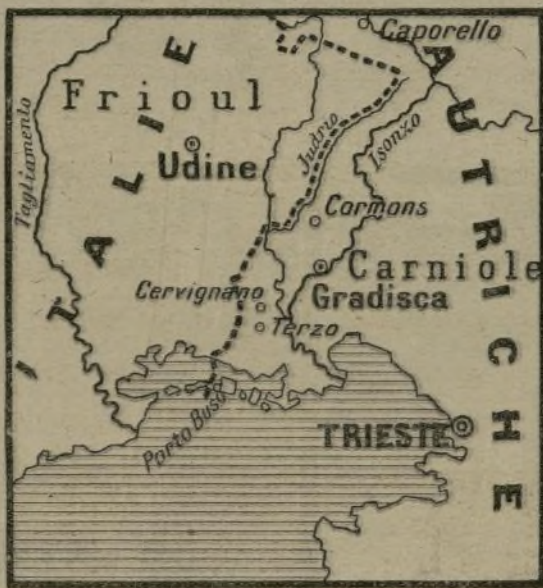 Caporello
ITALIE
AUTRICHE
Frioul
Tagliamento
Udine
Judrio
Isonzo
Cormons
Carniole
Gradisca
Cervignano
Terzo
Porto Buso
TRIESTE